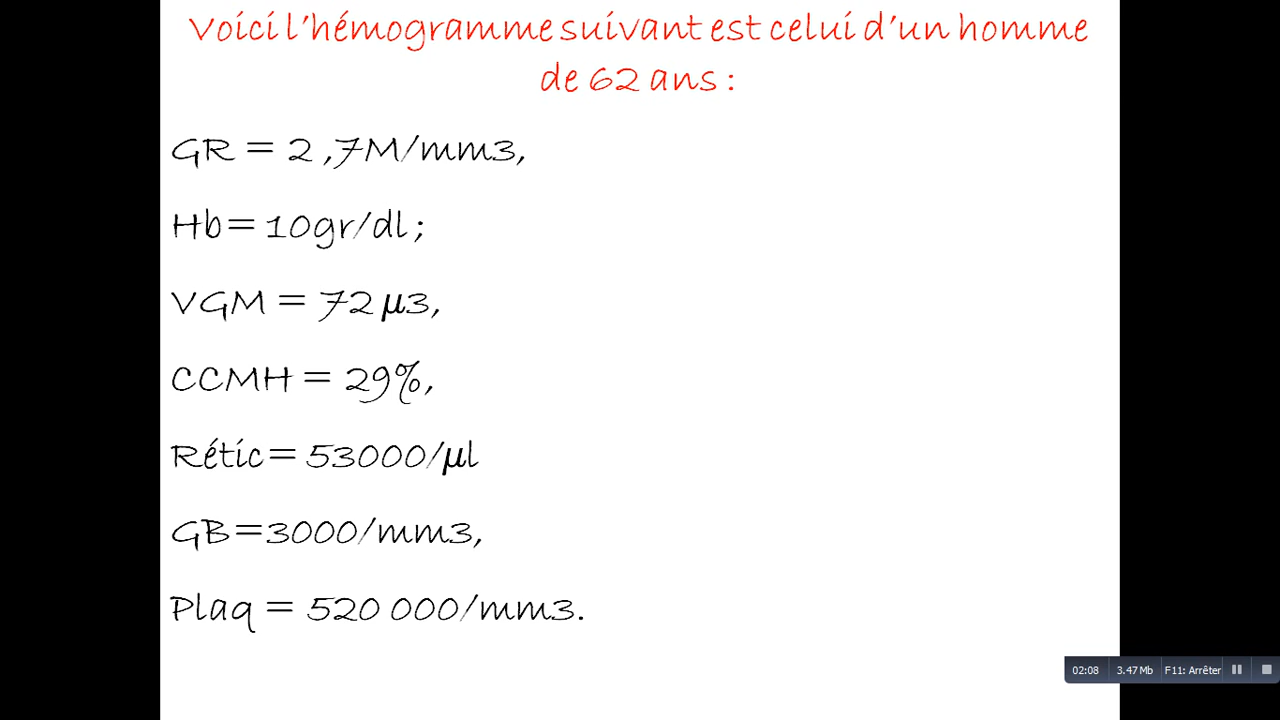 Voici l'hémogramme suivant est celui d'un homme
de 62 ans :
GR = 2 ,7M/mm3,
Hb= 10gr/dl ;
VGM = 72 µ3,
CCMH = 29%,
Rétic= 53000/µl
GB=3000/mm3,
Plaq = 520 000/mm3.
02:08 3.47 Mb F11: Arrêter